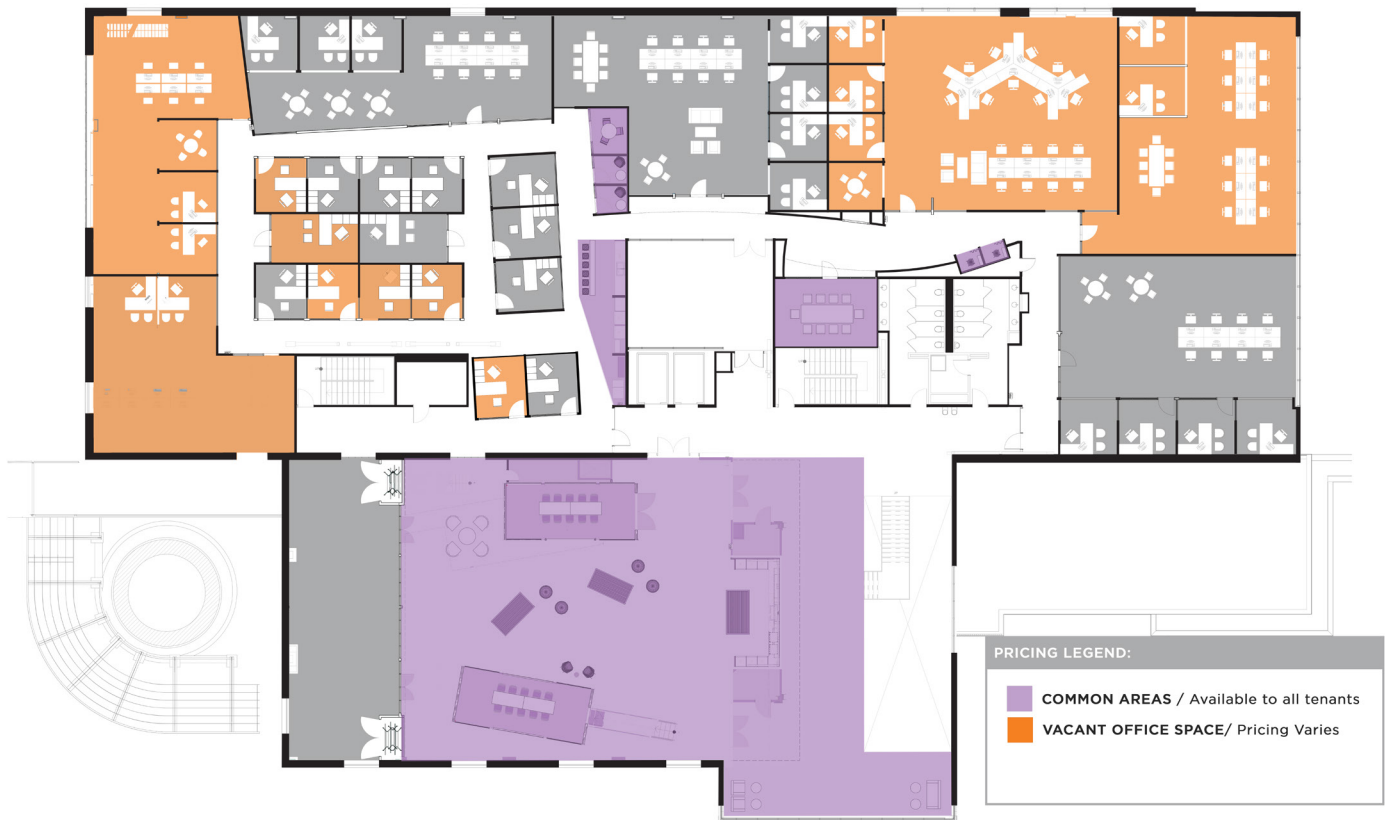 PRICING LEGEND:
COMMON AREAS / Available to all tenants
VACANT OFFICE SPACE/ Pricing Varies